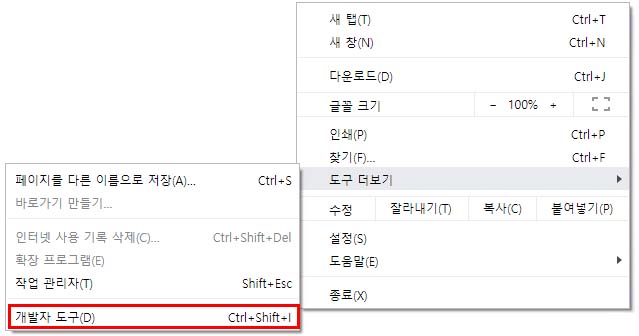 새 탭(T) Ctrl+T
새 창(N) Ctrl+N
다운로드(D) Ctrl+J
글꼴 크기 − 100% +
인쇄(P) Ctrl+P
찾기(F)... Ctrl+F
도구 더보기
수정 잘라내기(T) 복사(C) 붙여넣기(P)
설정(S)
도움말(E)
종료(X)
페이지를 다른 이름으로 저장(A)... Ctrl+S
바로가기 만들기...
인터넷 사용 기록 삭제(C)... Ctrl+Shift+Del
확장 프로그램(E)
작업 관리자(T) Shift+Esc
개발자 도구(D) Ctrl+Shift+I